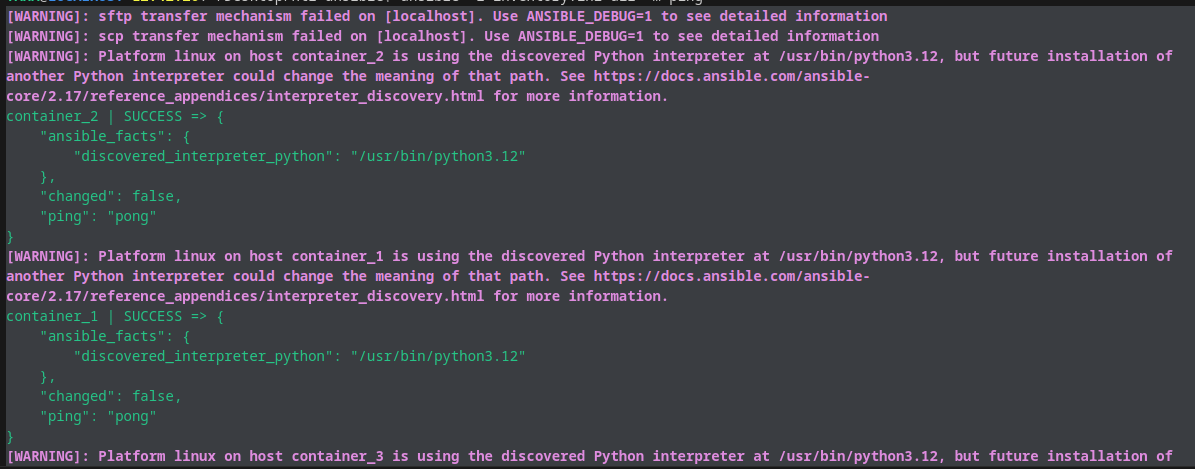 [WARNING]: sftp transfer mechanism failed on [localhost]. Use ANSIBLE_DEBUG=1 to see detailed information
[WARNING]: scp transfer mechanism failed on [localhost]. Use ANSIBLE_DEBUG=1 to see detailed information
[WARNING]: Platform linux on host container_2 is using the discovered Python interpreter at /usr/bin/python3.12, but future installation of
another Python interpreter could change the meaning of that path. See https://docs.ansible.com/ansible-
core/2.17/reference_appendices/interpreter_discovery.html for more information.
container_2 | SUCCESS => {
    "ansible_facts": {
        "discovered_interpreter_python": "/usr/bin/python3.12"
    },
    "changed": false,
    "ping": "pong"
}
[WARNING]: Platform linux on host container_1 is using the discovered Python interpreter at /usr/bin/python3.12, but future installation of
another Python interpreter could change the meaning of that path. See https://docs.ansible.com/ansible-
core/2.17/reference_appendices/interpreter_discovery.html for more information.
container_1 | SUCCESS => {
    "ansible_facts": {
        "discovered_interpreter_python": "/usr/bin/python3.12"
    },
    "changed": false,
    "ping": "pong"
}
[WARNING]: Platform linux on host container_3 is using the discovered Python interpreter at /usr/bin/python3.12, but future installation of